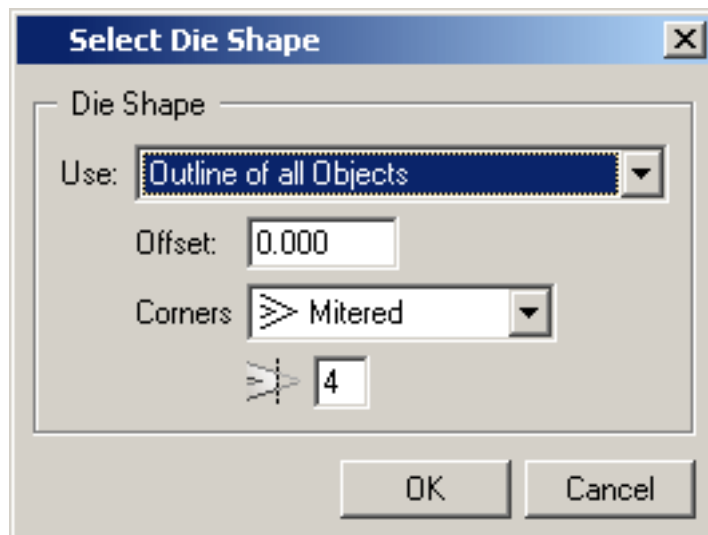 Select Die Shape
Die Shape
Use: Outline of all Objects
Offset: 0.000
Corners Mitered
4
OK Cancel